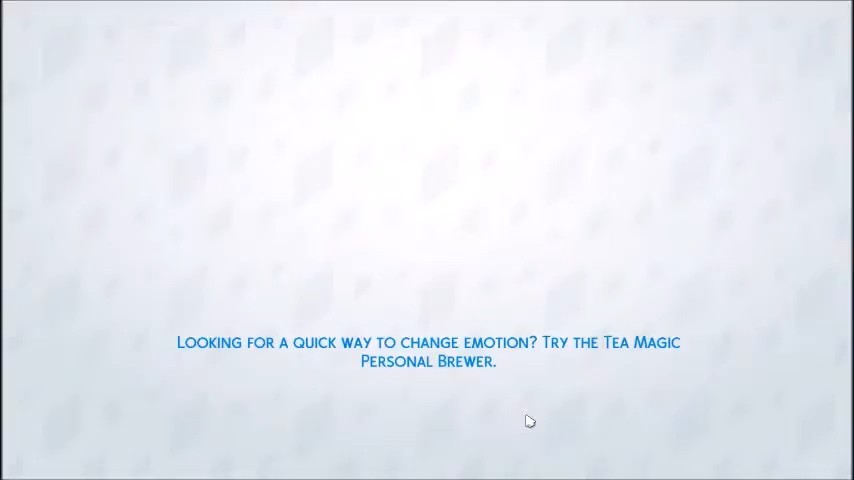 Looking for a quick way to change emotion? Try the Tea Magic
Personal Brewer.